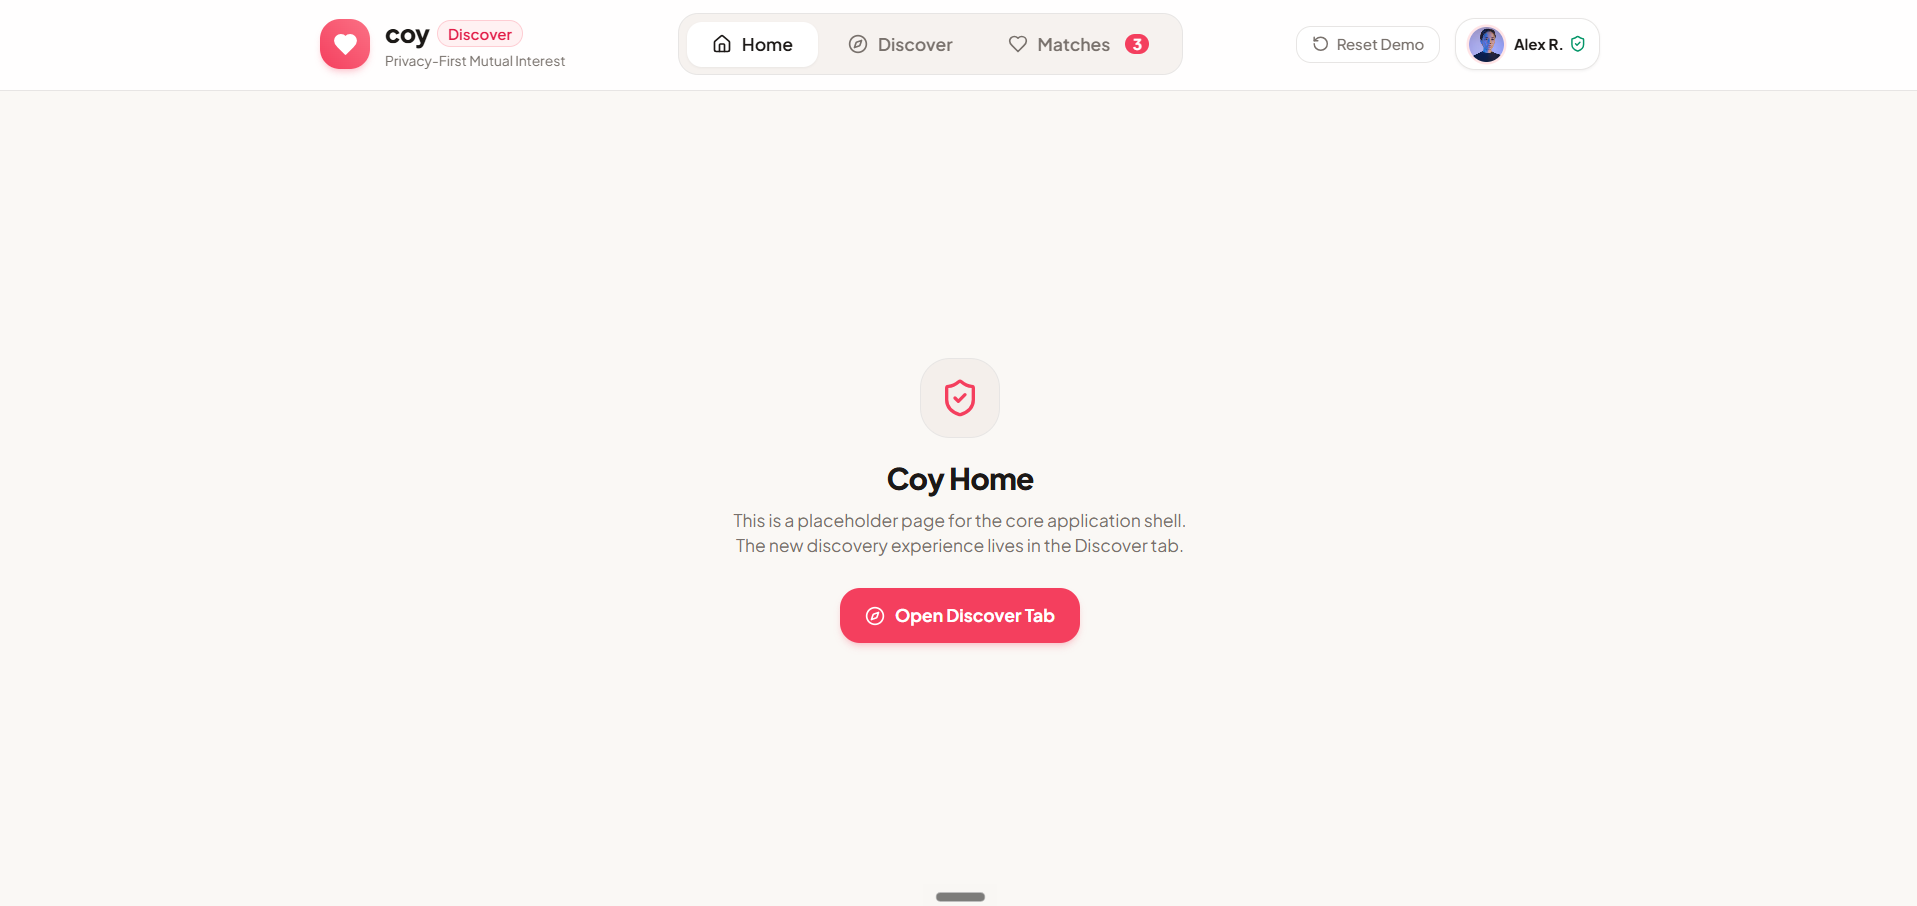 coy Discover
Privacy-First Mutual Interest
Home
Discover
Matches 3
Reset Demo
Alex R.
Coy Home
This is a placeholder page for the core application shell.
The new discovery experience lives in the Discover tab.
Open Discover Tab